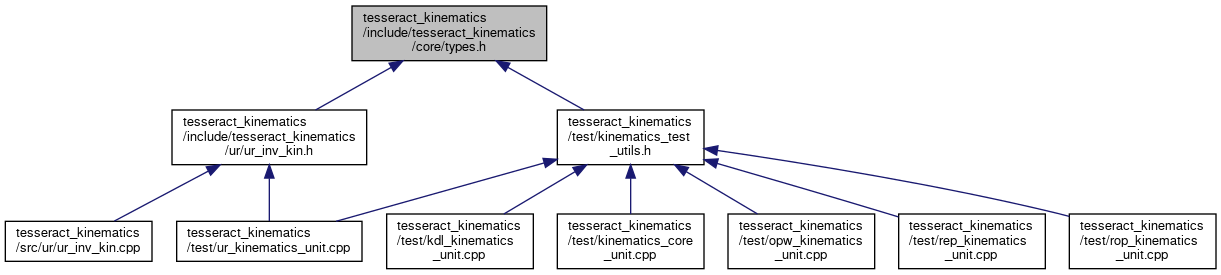 tesseract_kinematics
/include/tesseract_kinematics
/core/types.h
tesseract_kinematics
/include/tesseract_kinematics
/ur/ur_inv_kin.h
tesseract_kinematics
/test/kinematics_test
_utils.h
tesseract_kinematics
/src/ur/ur_inv_kin.cpp
tesseract_kinematics
/test/ur_kinematics_unit.cpp
tesseract_kinematics
/test/kdl_kinematics
_unit.cpp
tesseract_kinematics
/test/kinematics_core
_unit.cpp
tesseract_kinematics
/test/opw_kinematics
_unit.cpp
tesseract_kinematics
/test/rep_kinematics
_unit.cpp
tesseract_kinematics
/test/rop_kinematics
_unit.cpp